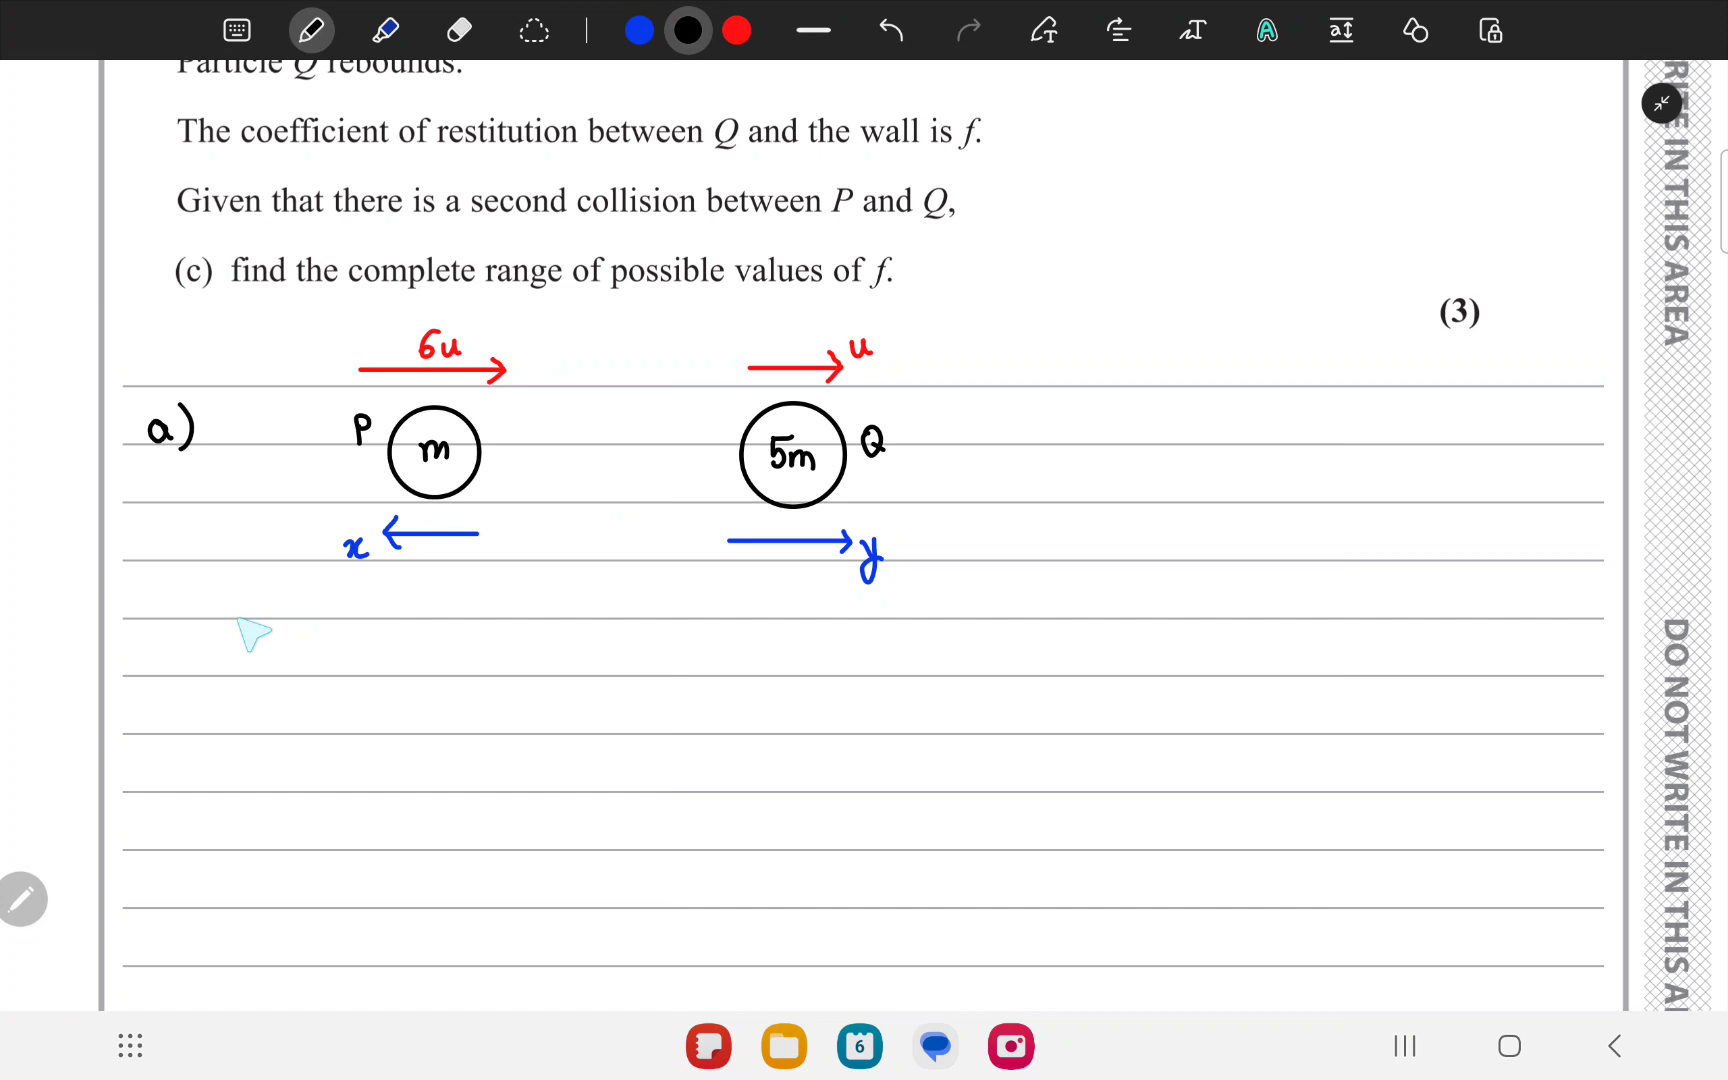 Particle Q rebounds.
The coefficient of restitution between Q and the wall is f.
Given that there is a second collision between P and Q,
(c) find the complete range of possible values of f.
(3)
6u
u
a)
P
m
5m
Q
x
y
DO NOT WRITE IN THIS A
RITE IN THIS AREA
6